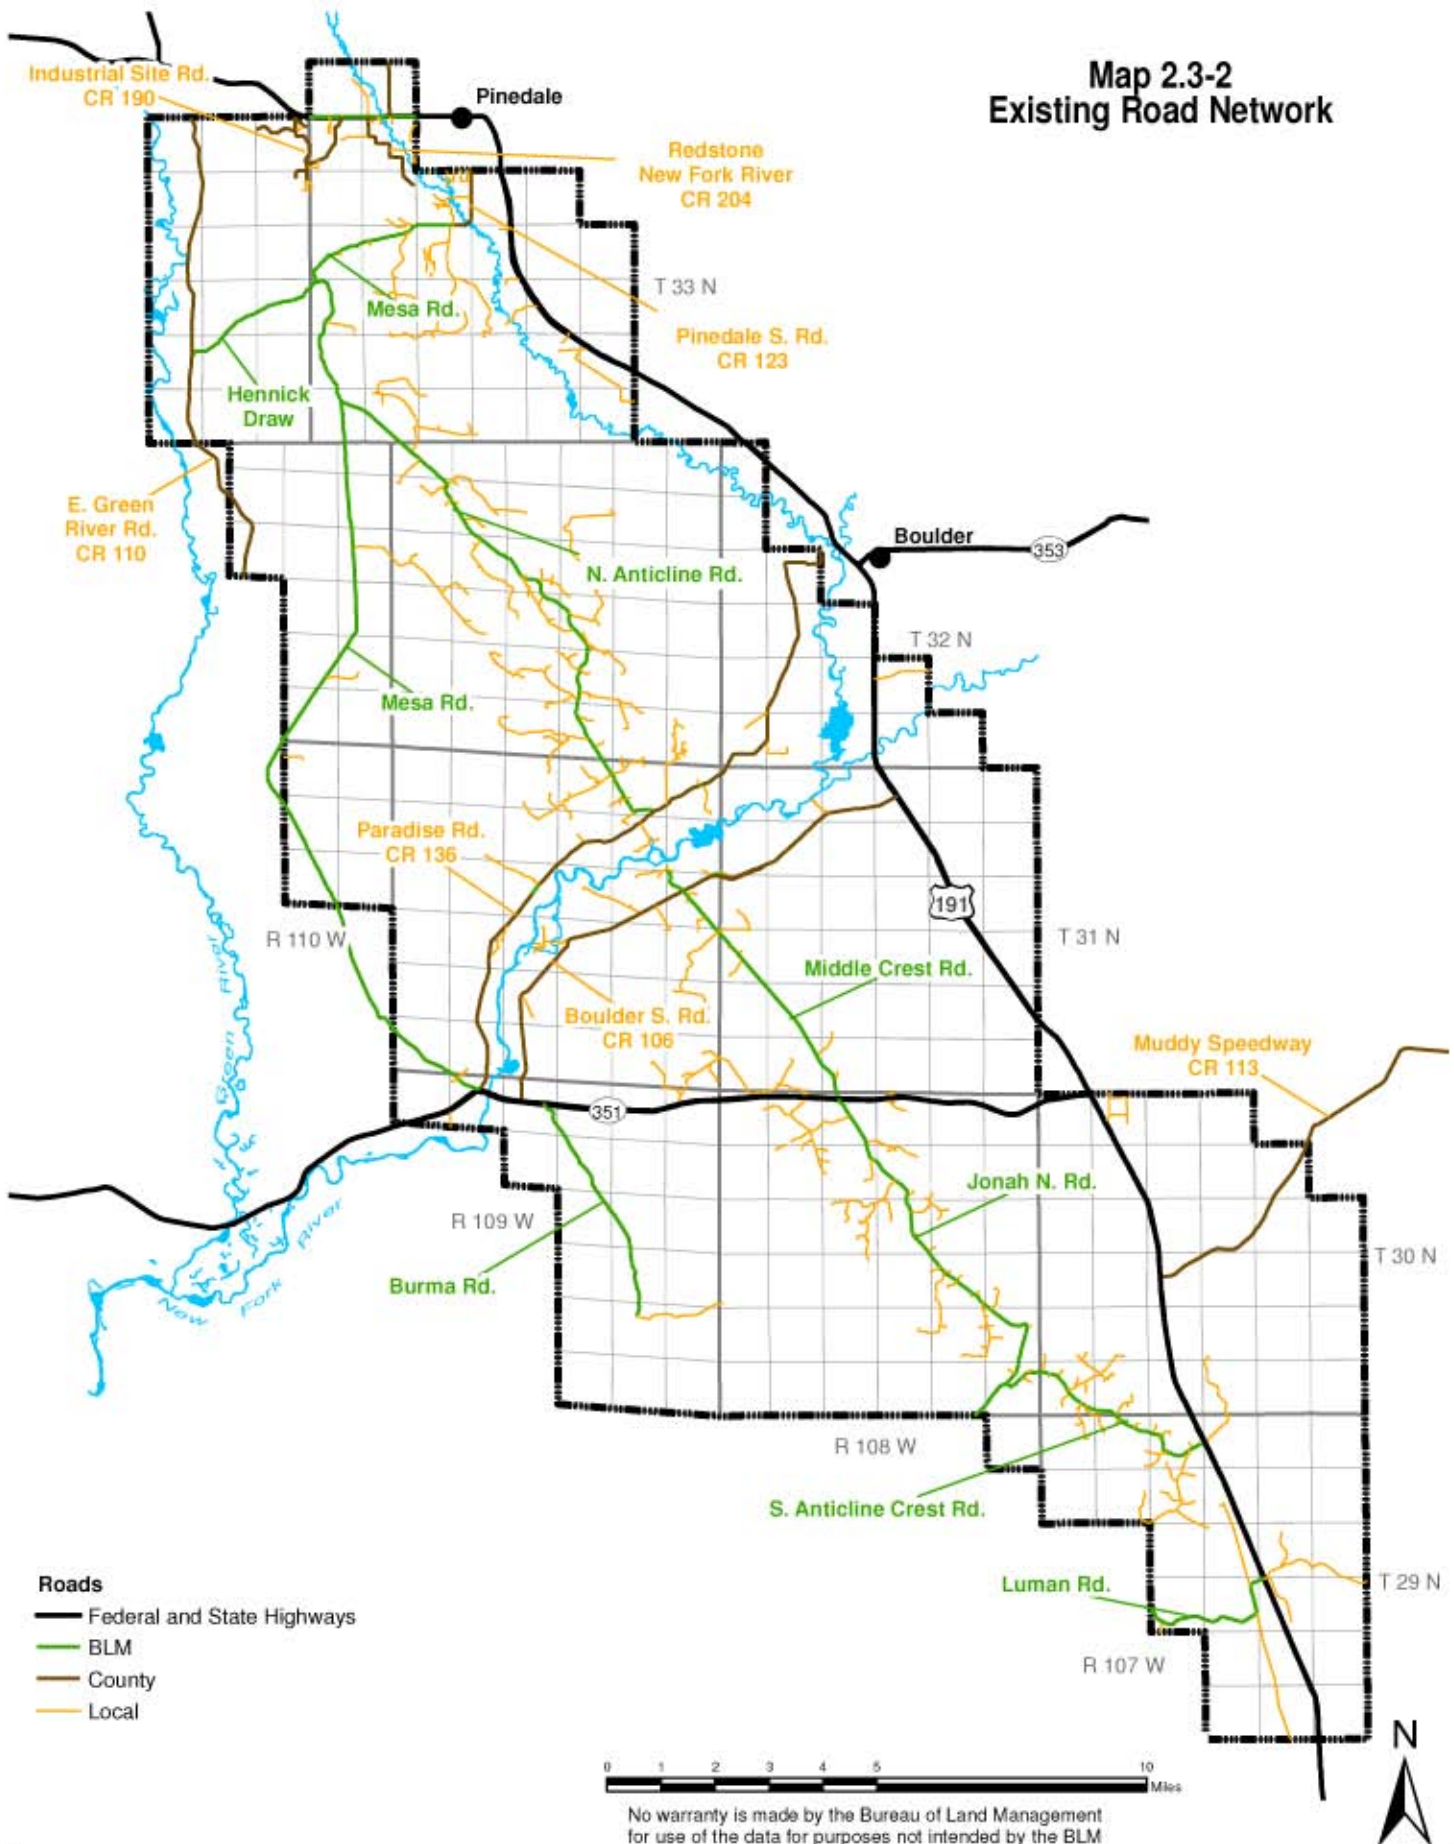 Map 2.3-2
Existing Road Network
Industrial Site Rd.
CR 190
Pinedale
Redstone
New Fork River
CR 204
T 33 N
Mesa Rd.
Pinedale S. Rd.
CR 123
Hennick
Draw
E. Green
River Rd.
CR 110
Boulder
353
N. Anticline Rd.
T 32 N
Mesa Rd.
Paradise Rd.
CR 136
191
R 110 W
T 31 N
Green River
Middle Crest Rd.
Boulder S. Rd.
CR 106
Muddy Speedway
CR 113
351
Jonah N. Rd.
R 109 W
T 30 N
Burma Rd.
New Fork River
R 108 W
S. Anticline Crest Rd.
Luman Rd.
T 29 N
R 107 W
Roads
Federal and State Highways
BLM
County
Local
N
0 1 2 3 4 5 10
Miles
No warranty is made by the Bureau of Land Management
for use of the data for purposes not intended by the BLM